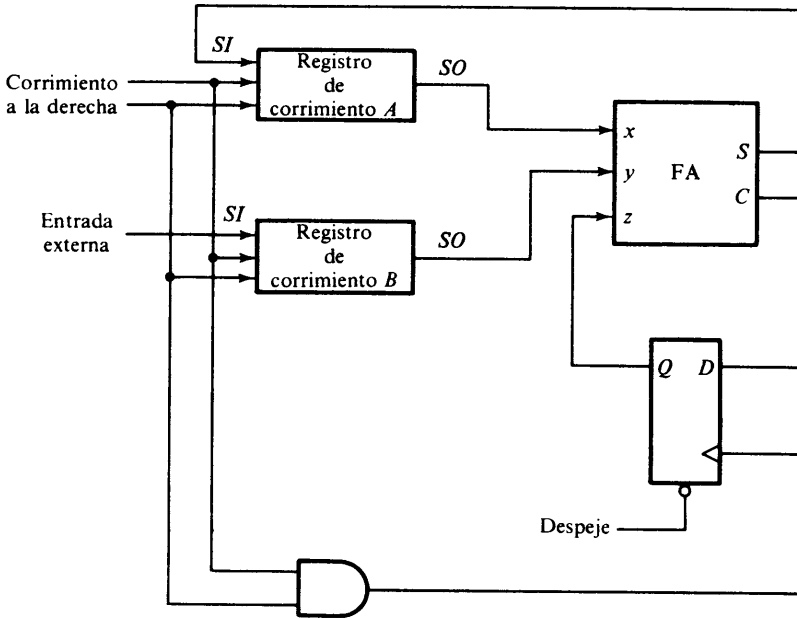 SI
Registro
de
corrimiento A
SO
Corrimiento
a la derecha
x
y
z
FA
S
C
Entrada
externa
SI
Registro
de
corrimiento B
SO
Q
D
Despeje